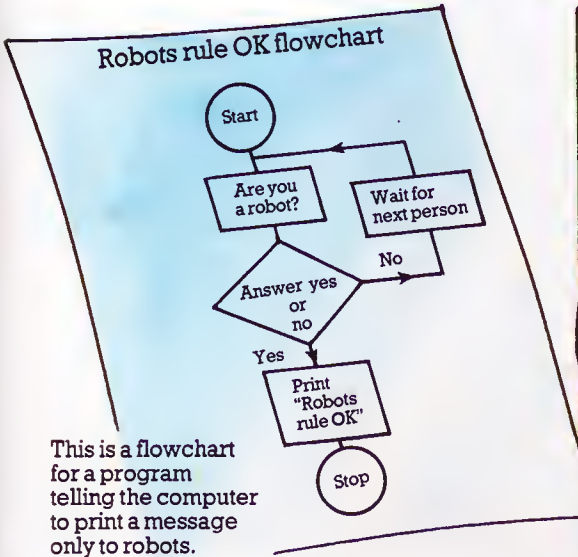 Robots rule OK flowchart
Start
Are you
a robot?
Wait for
next person
No
Answer yes
or
no
Yes
Print
"Robots
rule OK"
Stop
This is a flowchart
for a program
telling the computer
to print a message
only to robots.